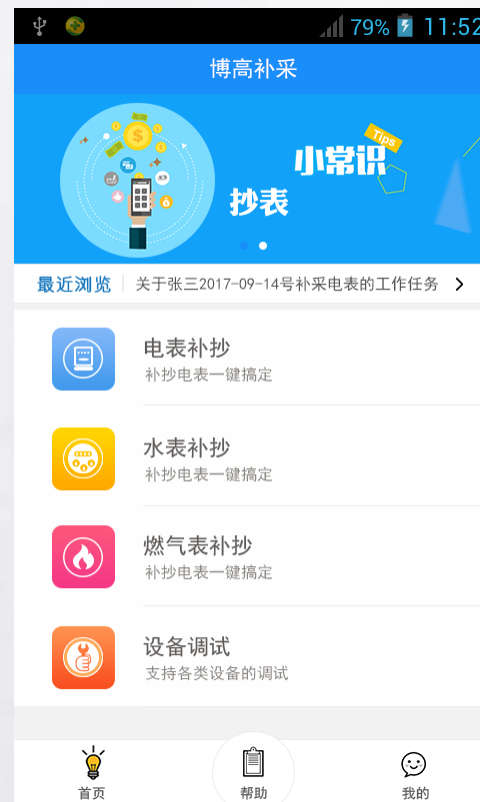 79% 11:52
博高补采
Tips
小常识
抄表
最近浏览 关于张三2017-09-14号补采电表的工作任务
电表补抄
补抄电表一键搞定
水表补抄
补抄电表一键搞定
燃气表补抄
补抄电表一键搞定
设备调试
支持各类设备的调试
首页 帮助 我的